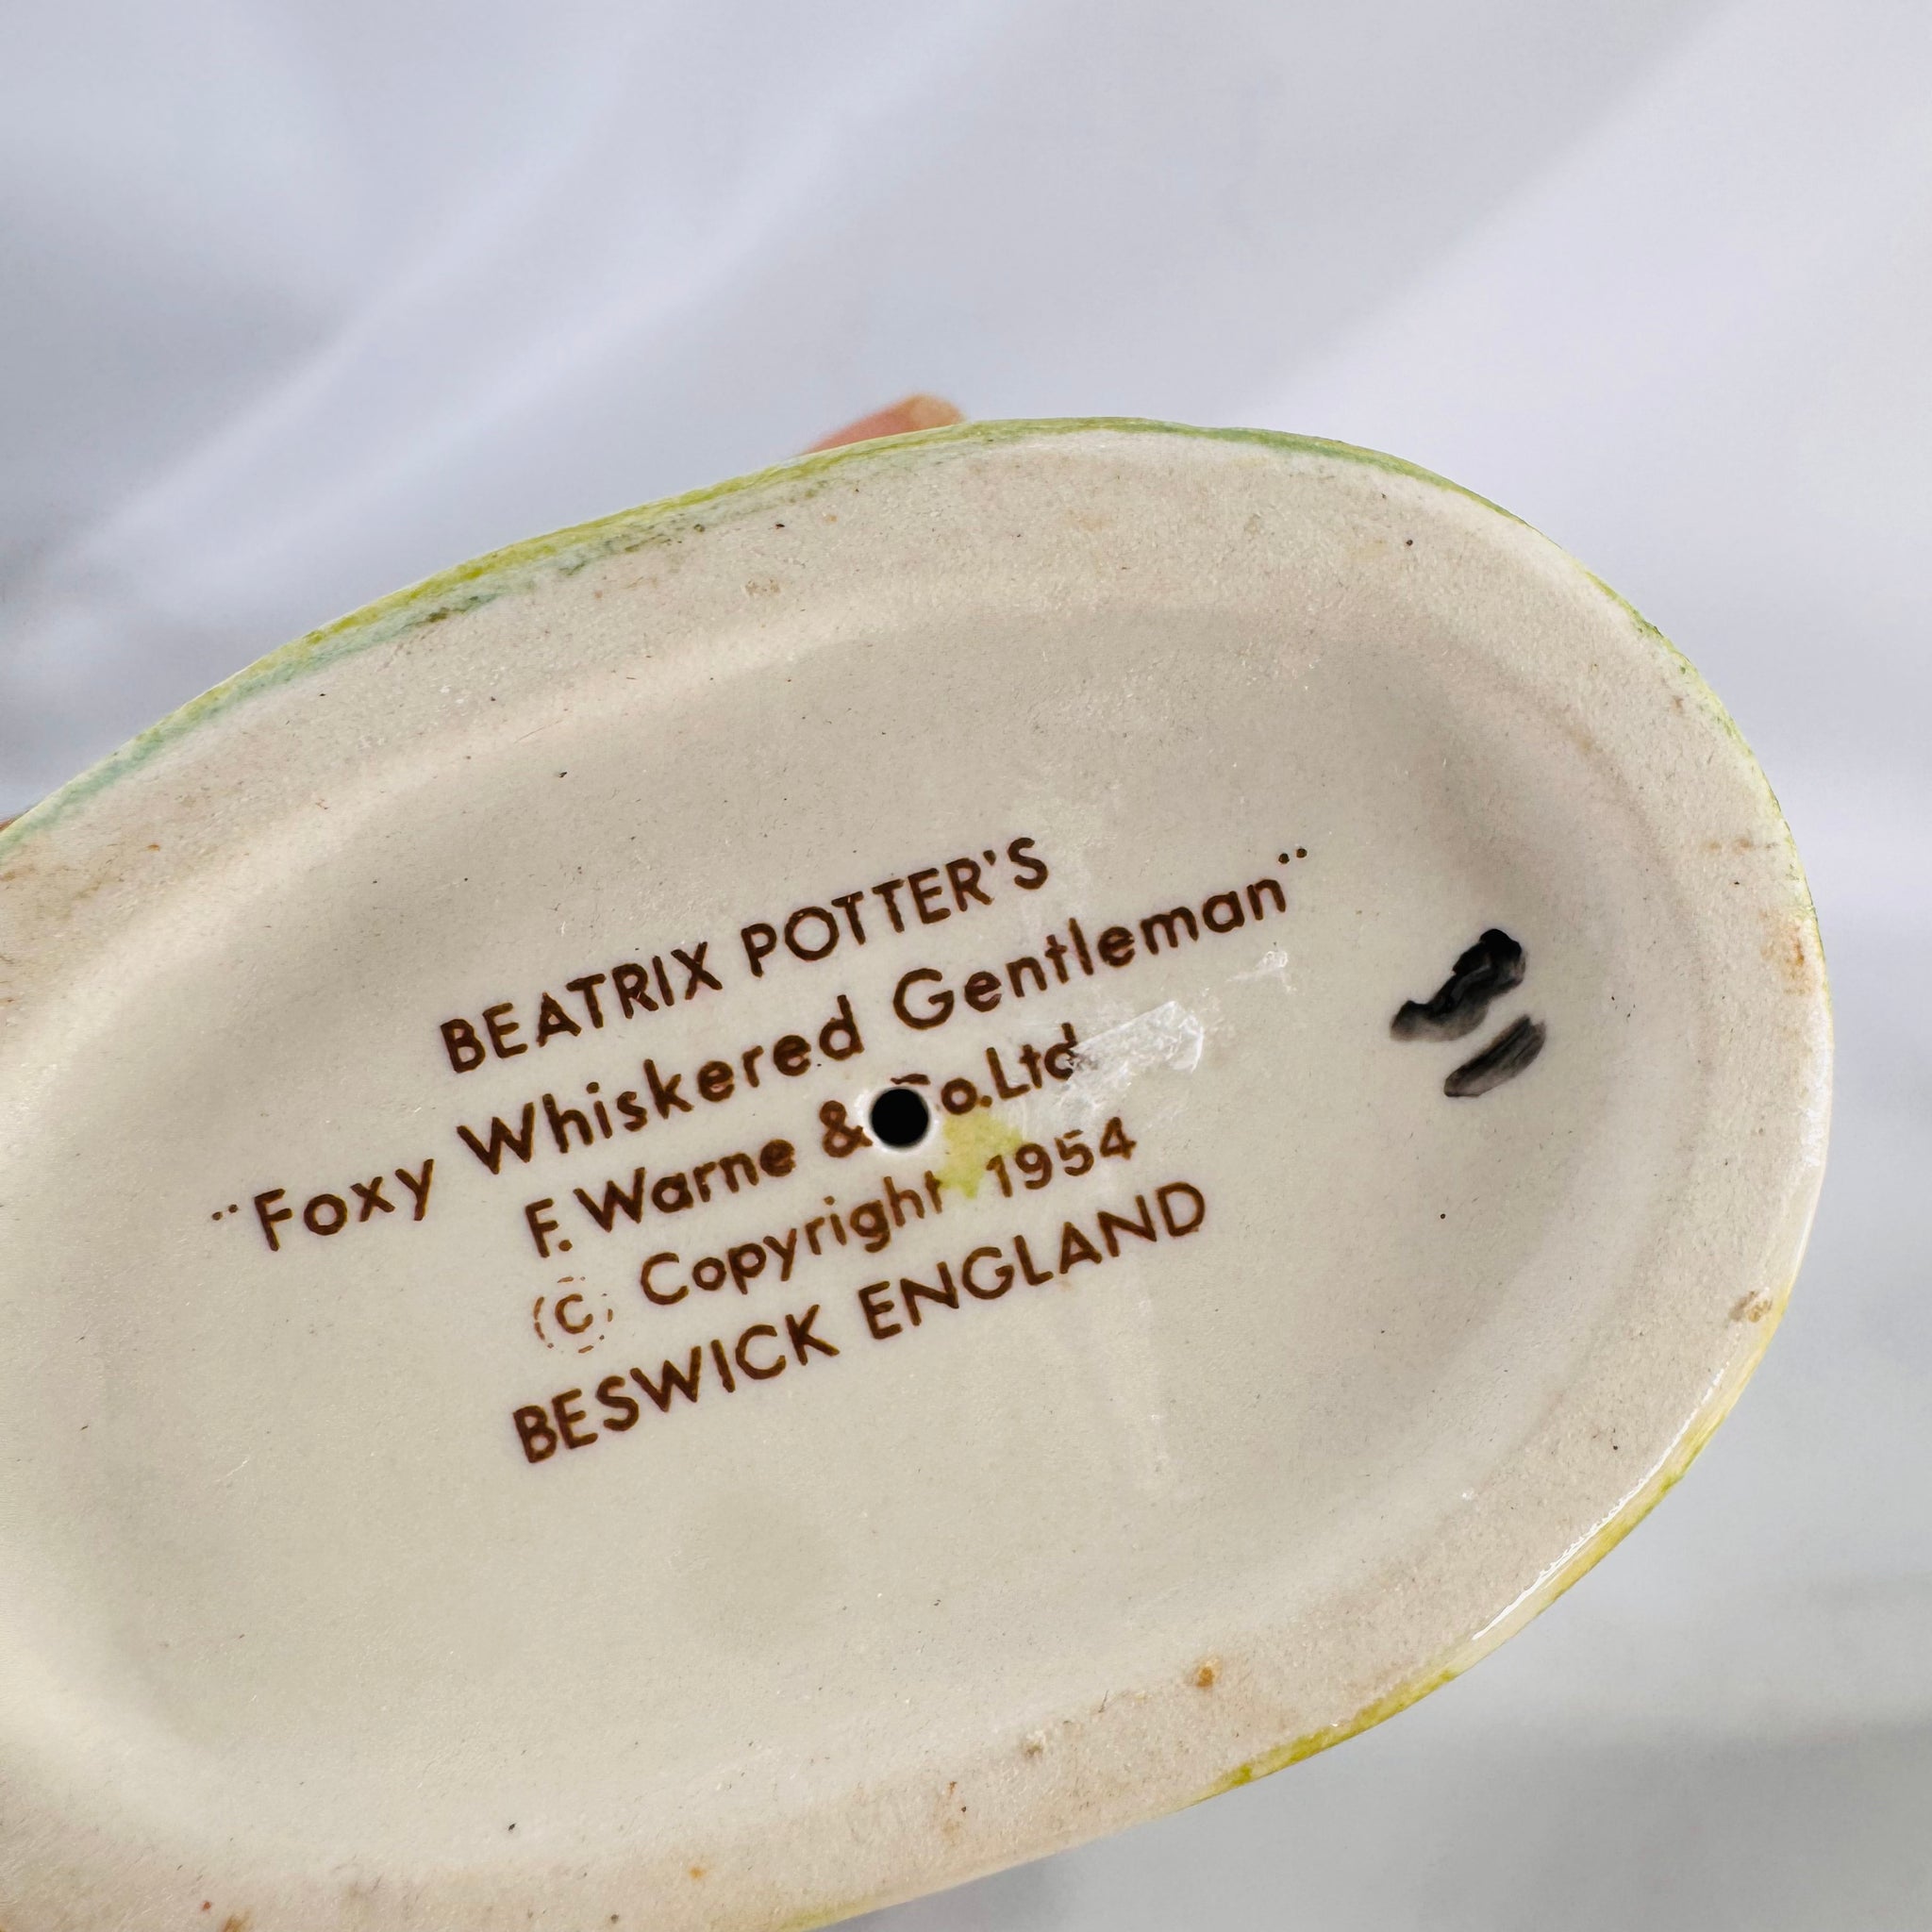 BEATRIX POTTER'S
"Foxy Whiskered Gentleman"
F. Warne & Co.Ltd
© Copyright 1954
BESWICK ENGLAND